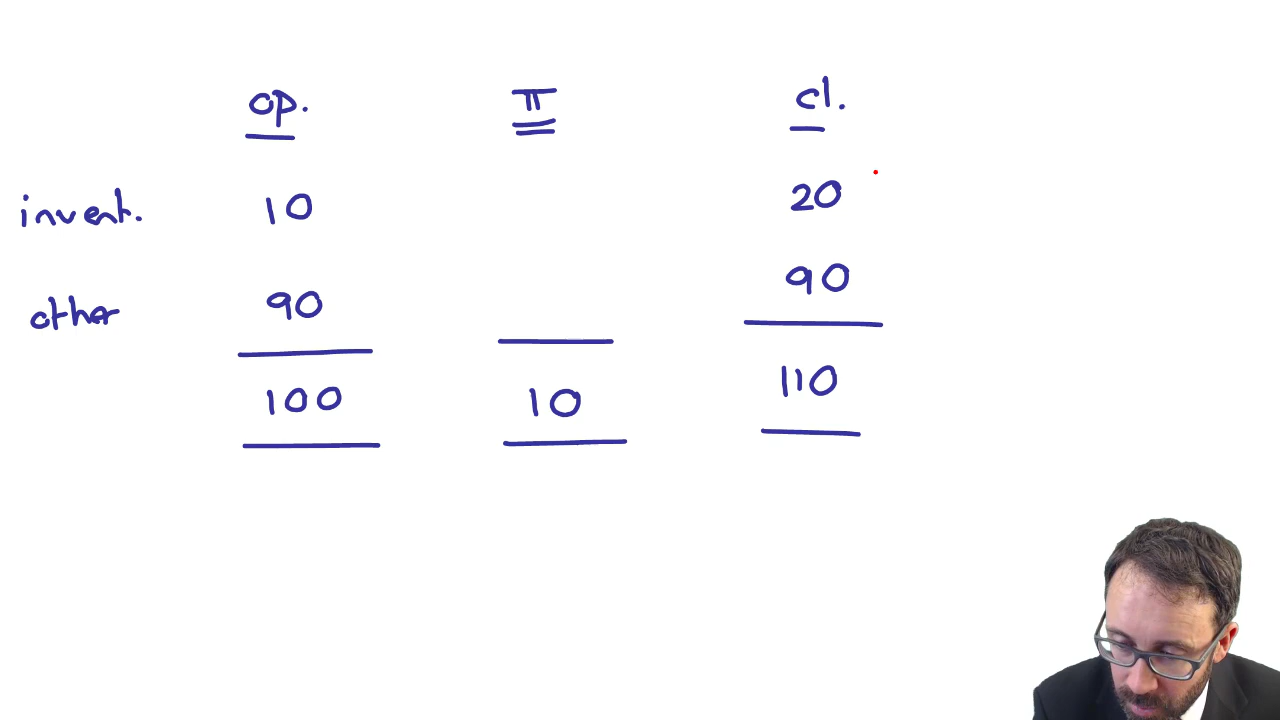 op. π cl.
invent. 10 20
other 90 90
100 10 110